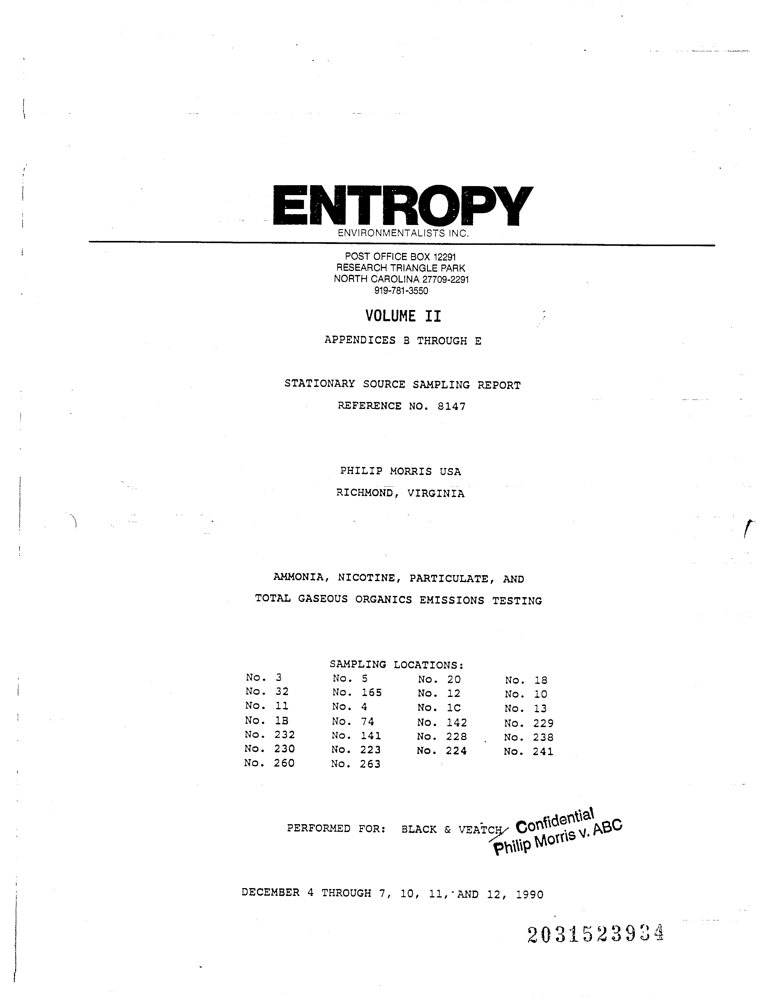 ENTROPY
ENVIRONMENTALISTS INC.
POST OFFICE BOX 12291
RESEARCH TRIANGLE PARK
NORTH CAROLINA 27709-2291
919-781-3550
VOLUME II
APPENDICES B THROUGH E
STATIONARY SOURCE SAMPLING REPORT
REFERENCE NO. 8147
PHILIP MORRIS USA
RICHMOND, VIRGINIA
AMMONIA, NICOTINE, PARTICULATE, AND
TOTAL GASEOUS ORGANICS EMISSIONS TESTING
SAMPLING LOCATIONS:
No. 3 No. 5 No. 20 No. 18
No. 32 No. 165 No. 12 No. 10
No. 11 No. 4 No. 1C No. 13
No. 1B No. 74 No. 142 No. 229
No. 232 No. 141 No. 228 No. 238
No. 230 No. 223 No. 224 No. 241
No. 260 No. 263
PERFORMED FOR: BLACK & VEATCH
Confidential
Philip Morris v. ABC
DECEMBER 4 THROUGH 7, 10, 11, AND 12, 1990
2031523934